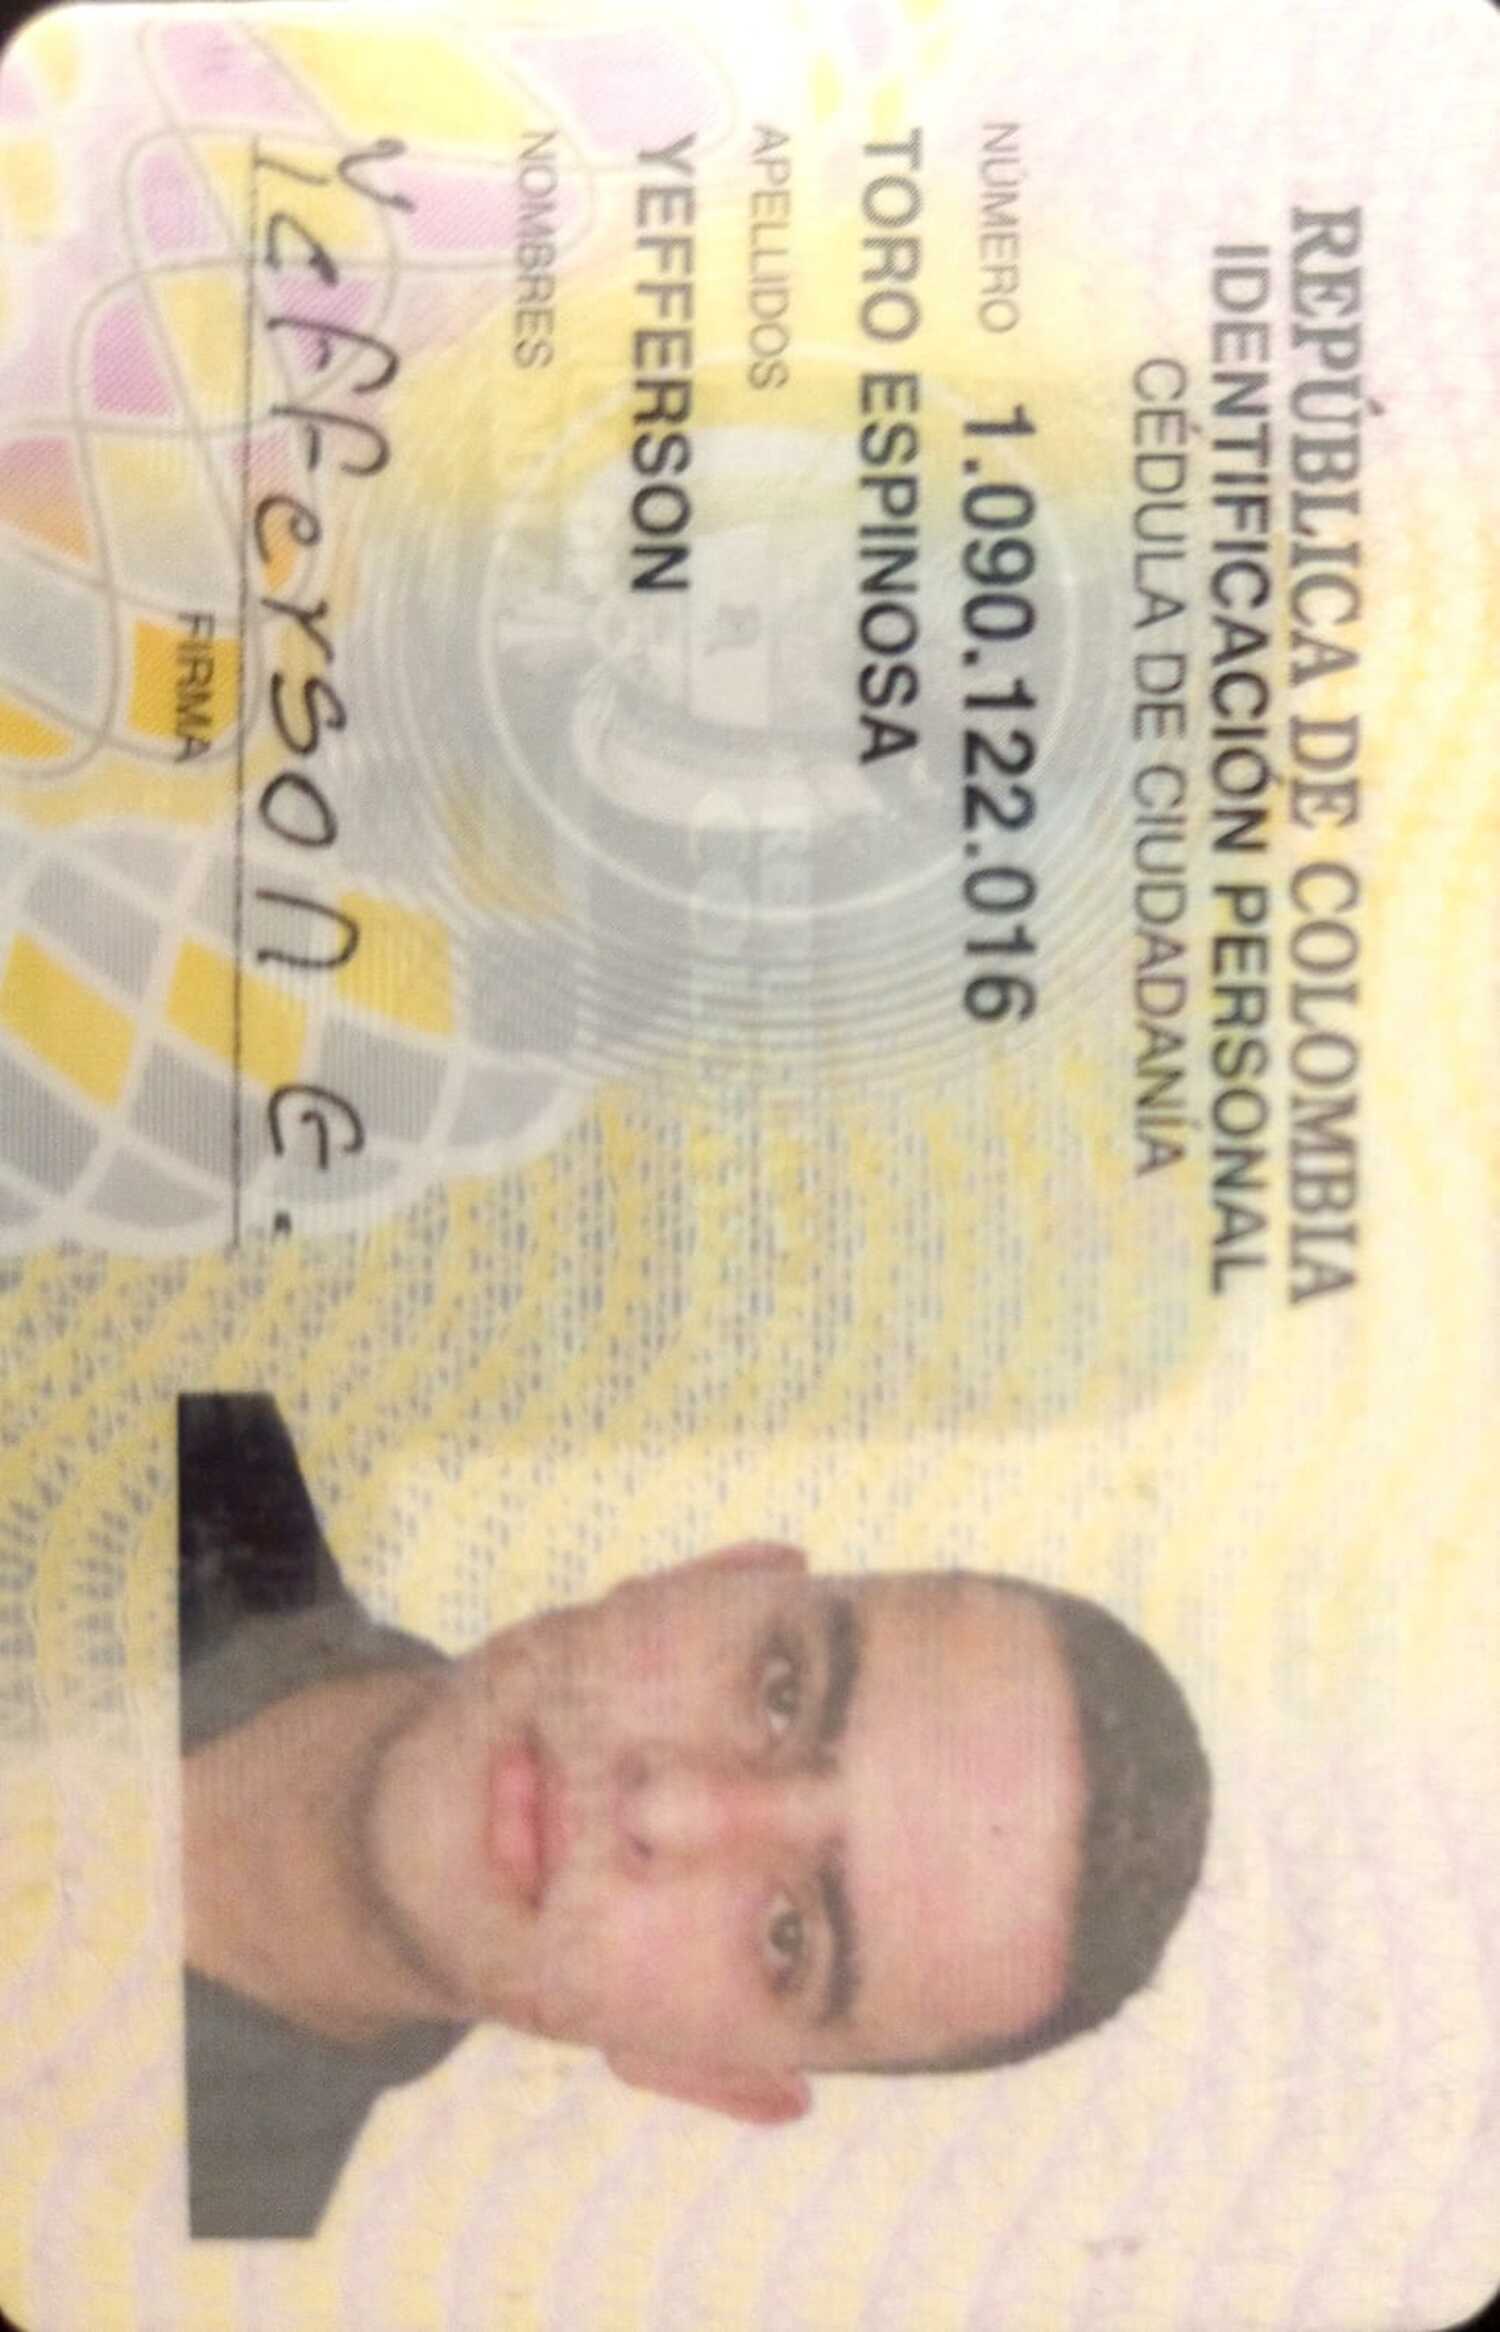 REPÚBLICA DE COLOMBIA
IDENTIFICACIÓN PERSONAL
CÉDULA DE CIUDADANÍA
NÚMERO 1.090.122.016
TORO ESPINOSA
APELLIDOS
YEFFERSON
NOMBRES
Yefferson E.
FIRMA